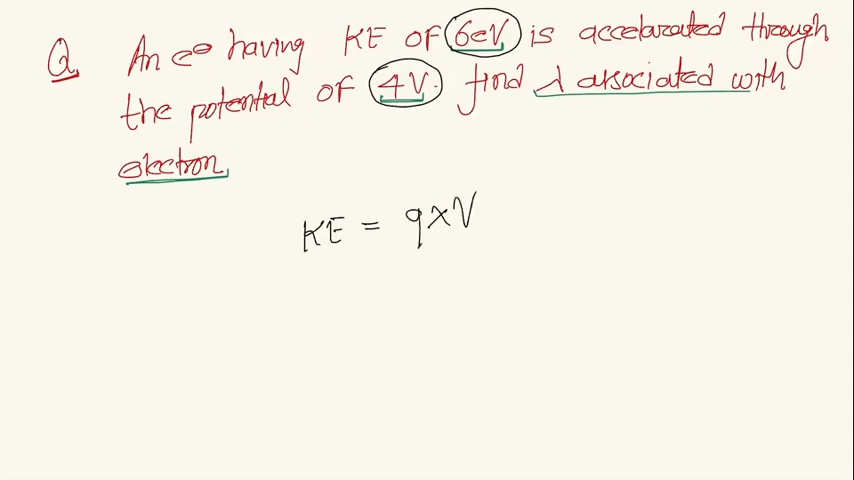 Q An e⊖ having KE OF 6eV is accelarated through
the potential of 4V. find λ associated with
electron
KE = q×V